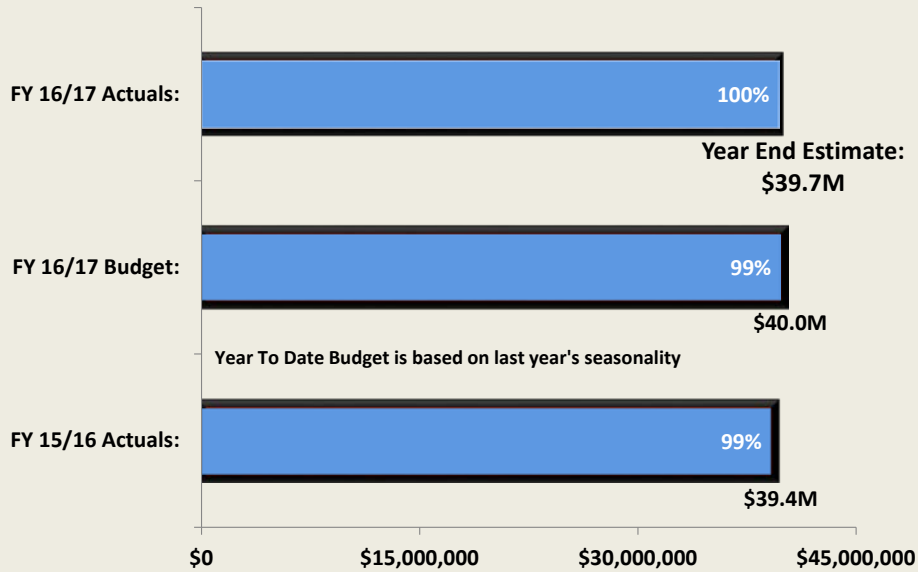 FY 16/17 Actuals:
100%
Year End Estimate:
$39.7M
FY 16/17 Budget:
99%
$40.0M
Year To Date Budget is based on last year's seasonality
FY 15/16 Actuals:
99%
$39.4M
$0 $15,000,000 $30,000,000 $45,000,000